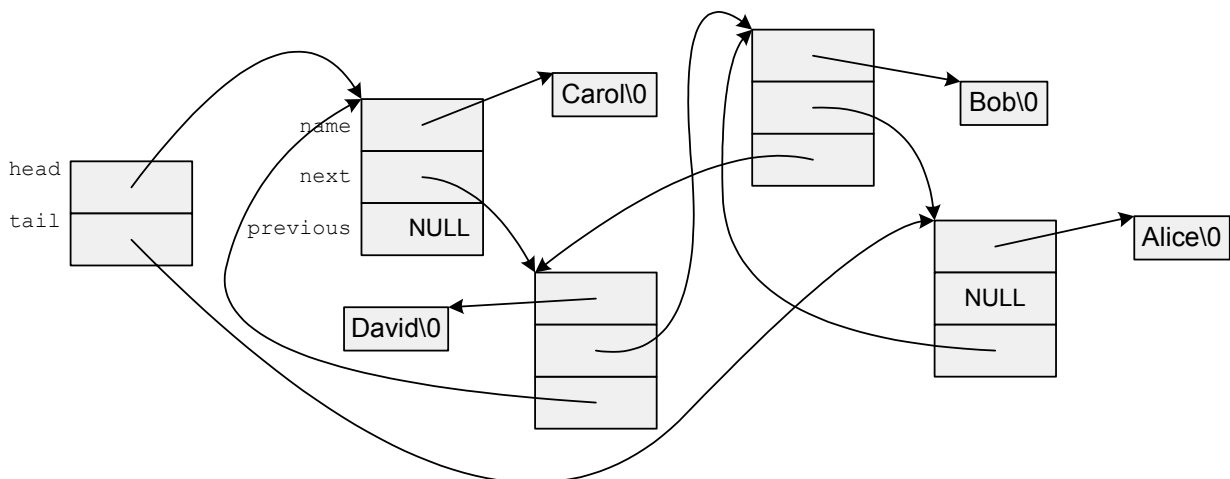 Carol\0
Bob\0
name
head
next
tail
previous
NULL
Alice\0
NULL
David\0